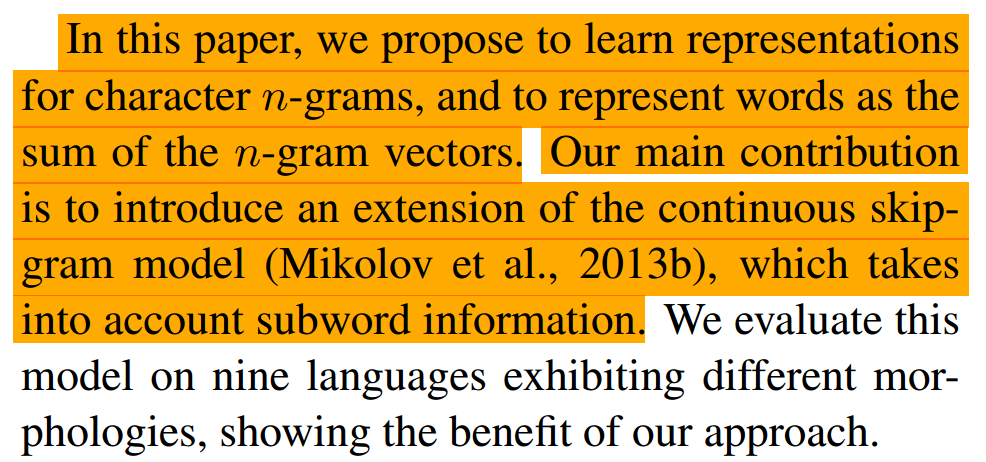 In this paper, we propose to learn representations
for character n-grams, and to represent words as the
sum of the n-gram vectors. Our main contribution
is to introduce an extension of the continuous skip-
gram model (Mikolov et al., 2013b), which takes
into account subword information. We evaluate this
model on nine languages exhibiting different mor-
phologies, showing the benefit of our approach.